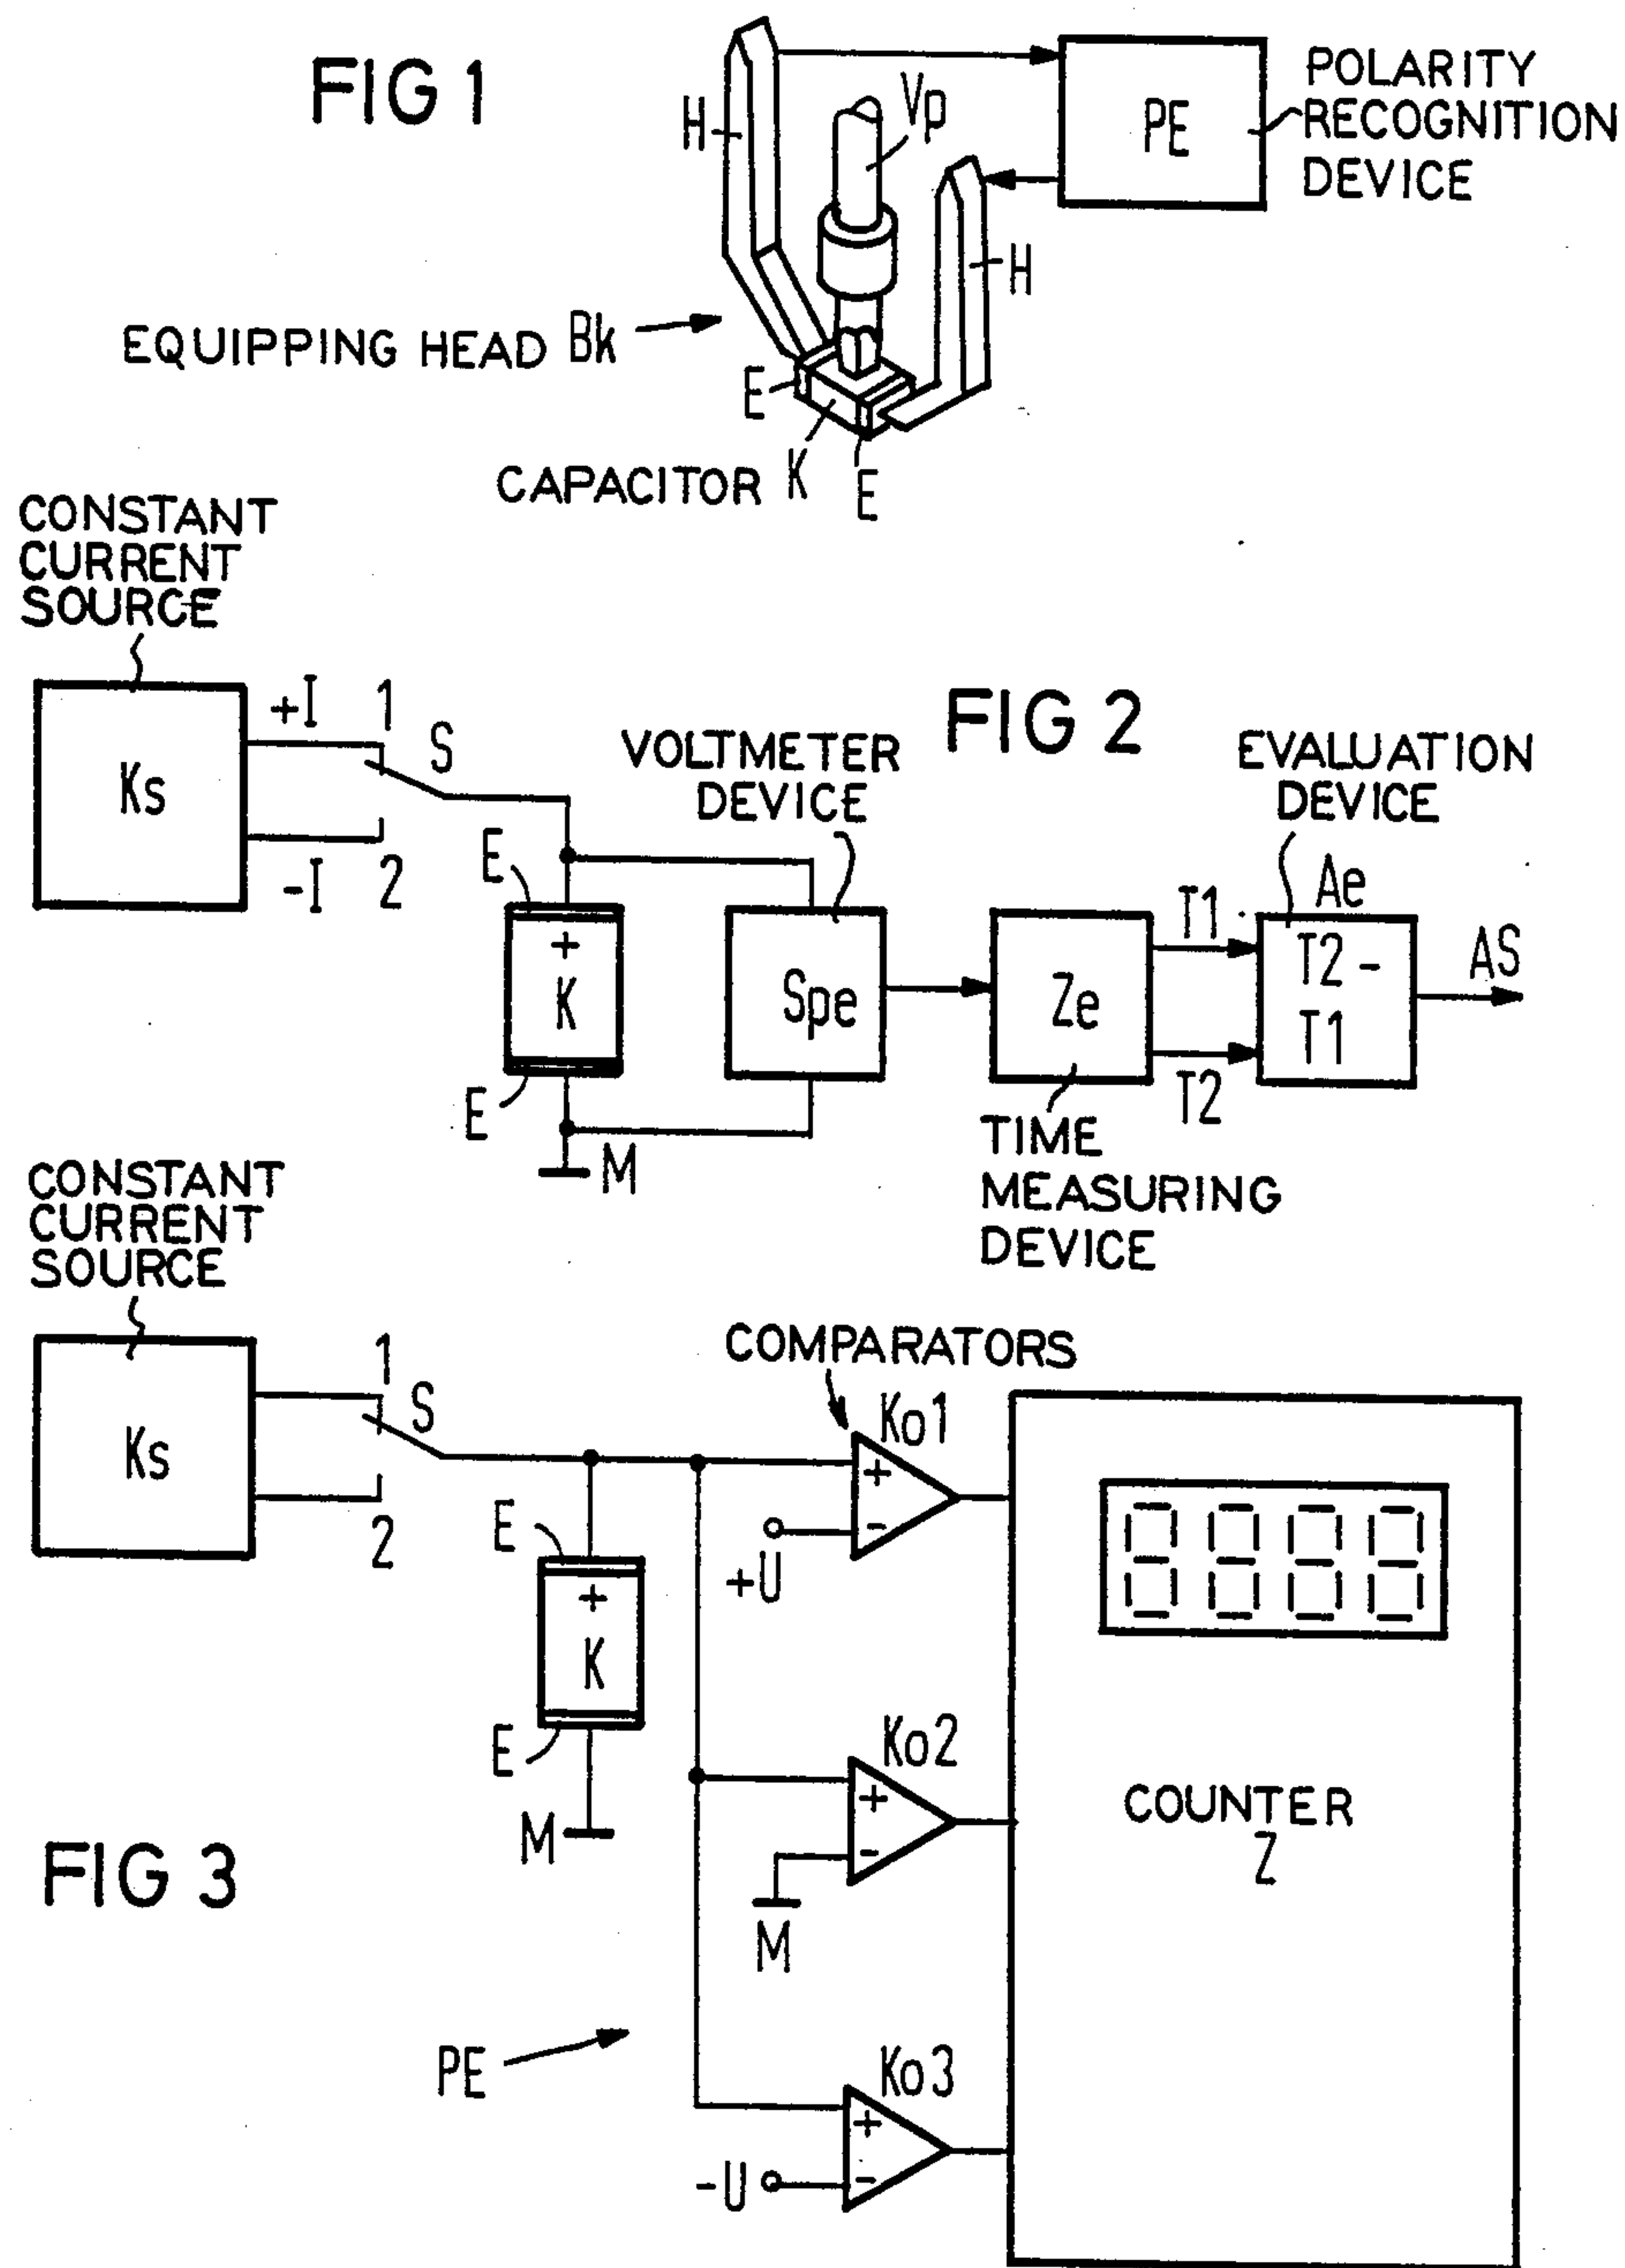 FIG 1
H
Vp
PE
POLARITY
RECOGNITION
DEVICE
H
EQUIPPING HEAD Bk
E
CAPACITOR K
E
CONSTANT
CURRENT
SOURCE
Ks
+I
1
S
-I
2
FIG 2
VOLTMETER
DEVICE
EVALUATION
DEVICE
E
+
K
E
M
Spe
Ze
T1
T2
TIME
MEASURING
DEVICE
Ae
T2 -
T1
AS
CONSTANT
CURRENT
SOURCE
Ks
1
S
2
COMPARATORS
Ko1
+
-
+U
E
+
K
E
M
FIG 3
Ko2
+
-
M
PE
Ko3
+
-
-U
8888
COUNTER
Z